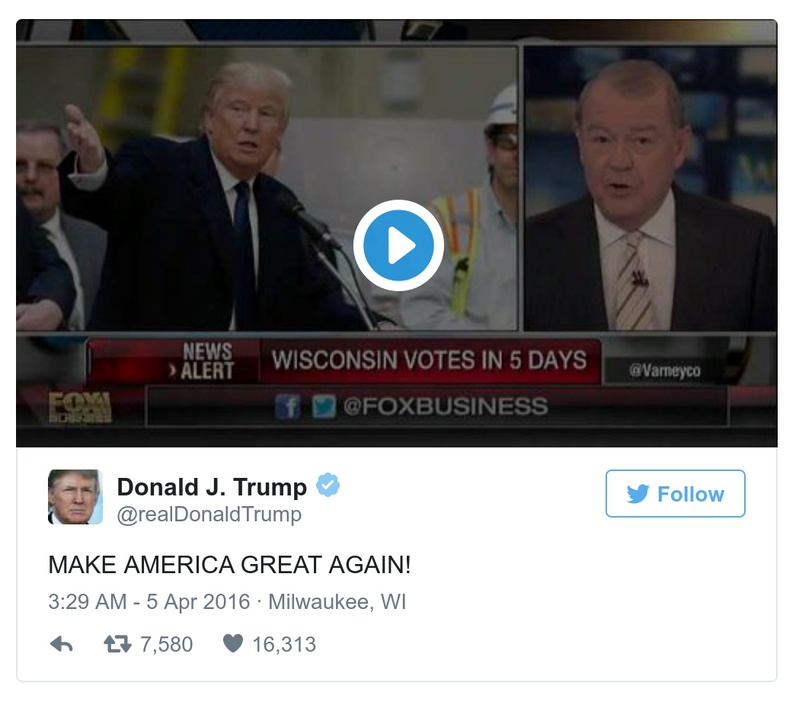 NEWS
› ALERT
WISCONSIN VOTES IN 5 DAYS
@Varneyco
FOX
BUSINESS
@FOXBUSINESS
Donald J. Trump
@realDonaldTrump
Follow
MAKE AMERICA GREAT AGAIN!
3:29 AM - 5 Apr 2016 · Milwaukee, WI
7,580
16,313